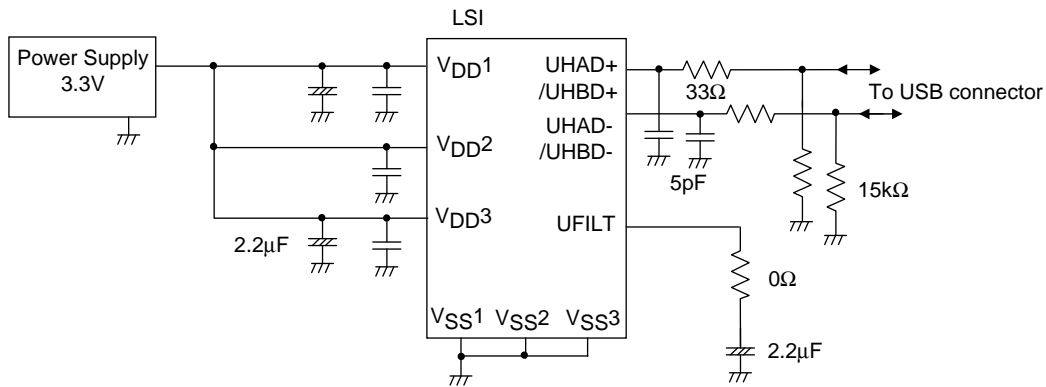 LSI
Power Supply
3.3V
VDD1
VDD2
VDD3
2.2μF
UHAD+
/UHBD+
UHAD-
/UHBD-
33Ω
5pF
To USB connector
15kΩ
UFILT
0Ω
2.2μF
VSS1 VSS2 VSS3